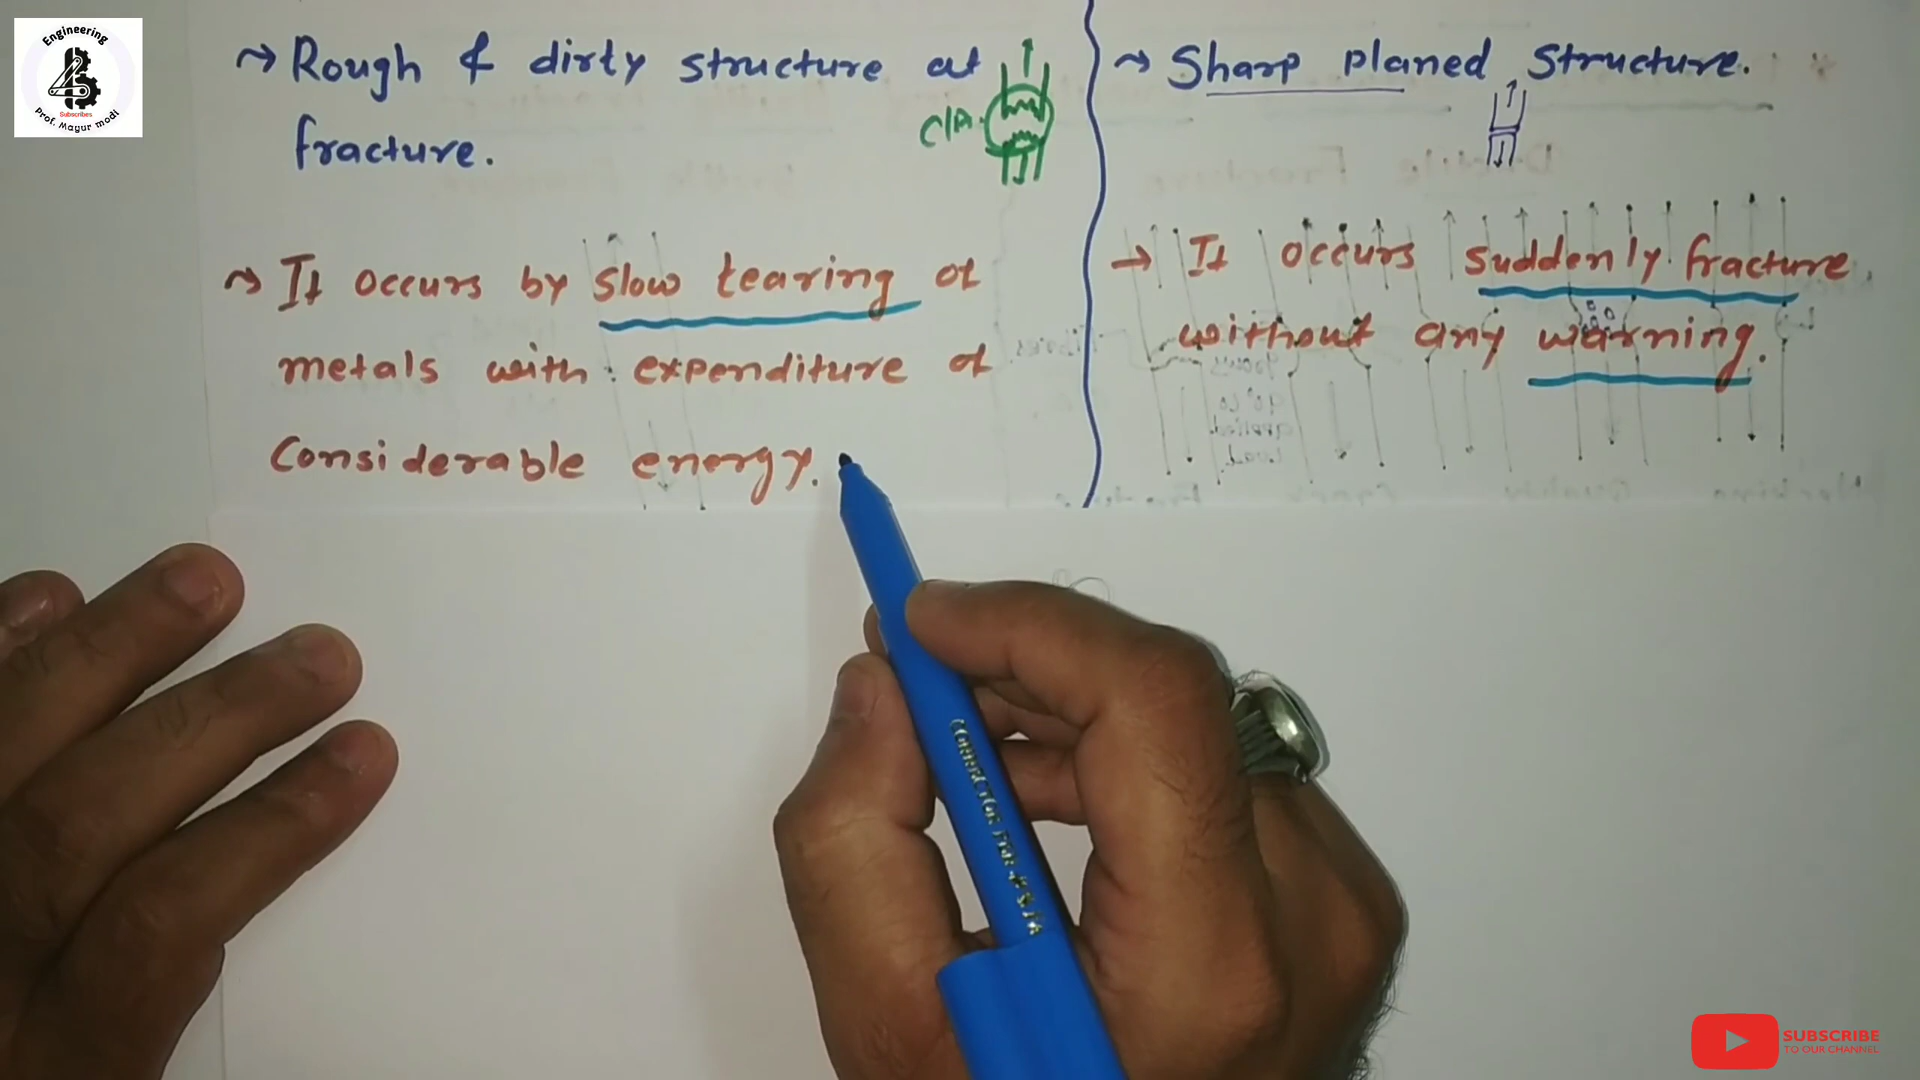 Engineering
Subscribes
Prof. Mayur modi
~> Rough & dirty structure at
fracture.
C/A.
~> It occurs by slow tearing of
metals with expenditure of
Considerable energy.
~> Sharp planed structure.
→ It occurs suddenly fracture
without any warning.
SUBSCRIBE
TO OUR CHANNEL